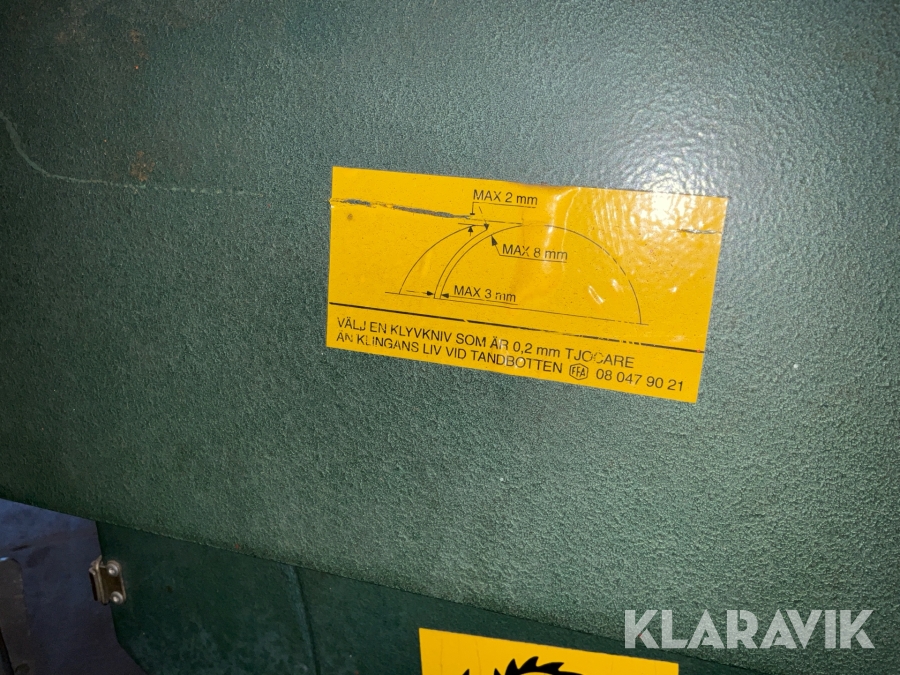 MAX 2 mm
MAX 8 mm
MAX 3 mm
VÄLJ EN KLYVKNIV SOM ÄR 0,2 mm TJOCARE
ÄN KLINGANS LIV VID TANDBOTTEN FFA 08 047 90 21
KLARAVIK